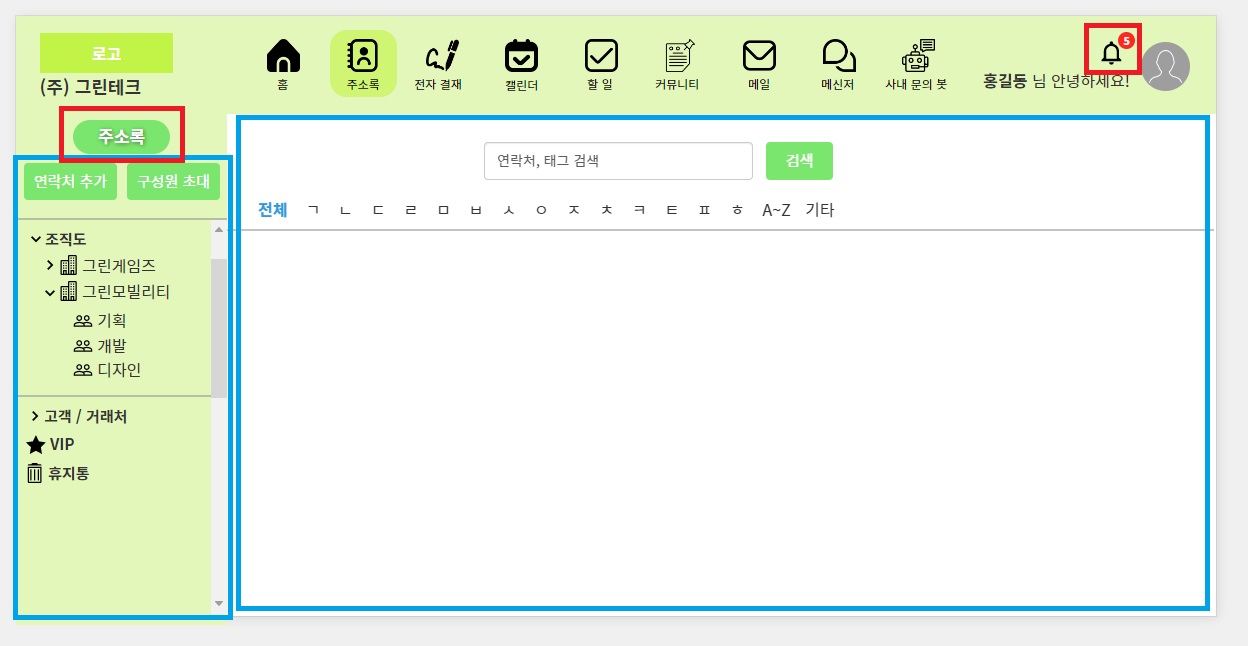 로고
(주) 그린테크
홈
주소록
전자 결재
캘린더
할 일
커뮤니티
메일
메신저
사내 문의 봇
5
홍길동 님 안녕하세요!
주소록
연락처 추가
구성원 초대
조직도
그린게임즈
그린모빌리티
기획
개발
디자인
고객 / 거래처
VIP
휴지통
연락처, 태그 검색
검색
전체 ㄱ ㄴ ㄷ ㄹ ㅁ ㅂ ㅅ ㅇ ㅈ ㅊ ㅋ ㅌ ㅍ ㅎ A~Z 기타